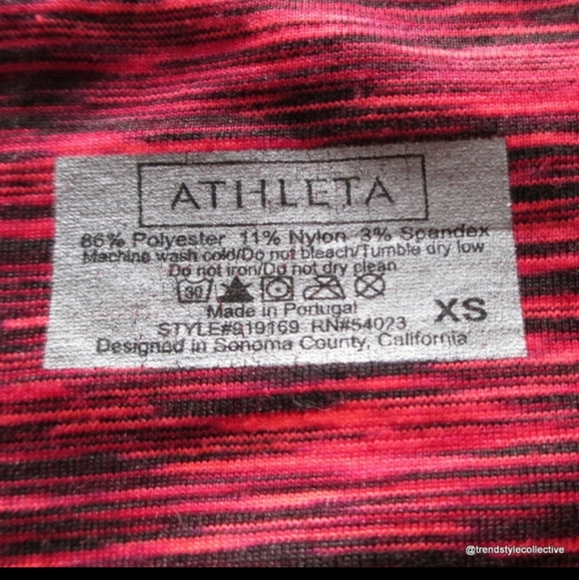 ATHLETA
86% Polyester 11% Nylon 3% Scandex
Machine wash cold/Do not bleach/Tumble dry low
Do not iron/Do not dry clean
30
Made in Portugal
STYLE#919169 RN#54023
XS
Designed in Sonoma County, California
@trendstylecollective